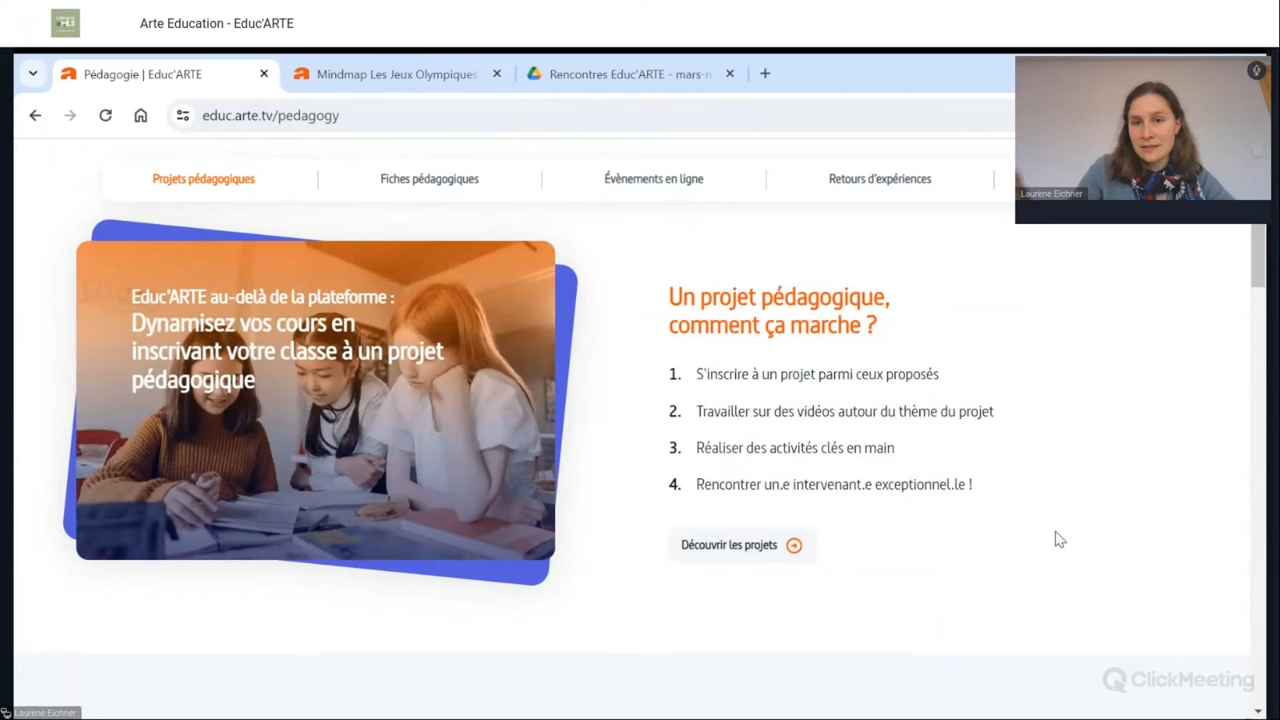 Arte Education - Educ'ARTE
Pédagogie | Educ'ARTE
Mindmap Les Jeux Olympiques
Rencontres Educ'ARTE - mars-
educ.arte.tv/pedagogy
Laurène Eichner
Projets pédagogiques
Fiches pédagogiques
Évènements en ligne
Retours d'expériences
Educ'ARTE au-delà de la plateforme :
Dynamisez vos cours en
inscrivant votre classe à un projet
pédagogique
Un projet pédagogique,
comment ça marche ?
1. S'inscrire à un projet parmi ceux proposés
2. Travailler sur des vidéos autour du thème du projet
3. Réaliser des activités clés en main
4. Rencontrer un.e intervenant.e exceptionnel.le !
Découvrir les projets
ClickMeeting
Laurène Eichner